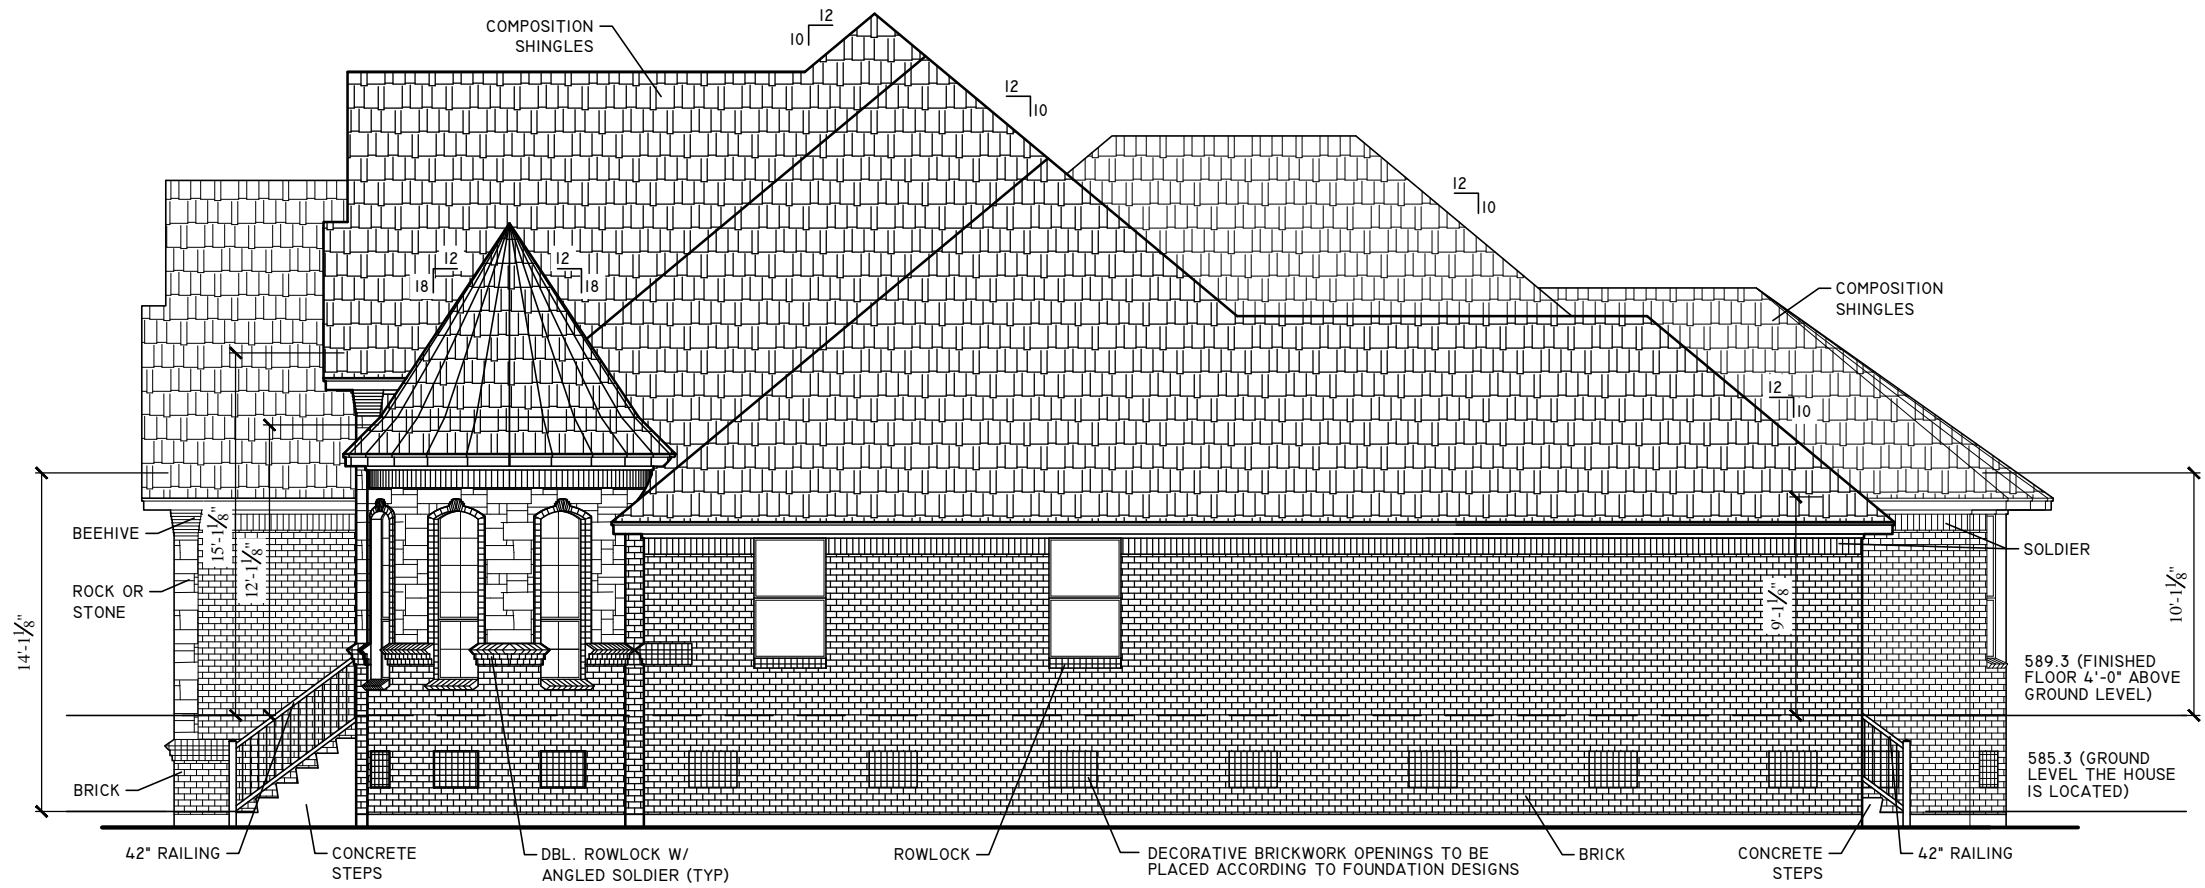 COMPOSITION
SHINGLES
12
10
12
10
12
10
12
18
12
18
COMPOSITION
SHINGLES
12
10
BEEHIVE
ROCK OR
STONE
15'-1⅛"
12'-1⅛"
14'-1⅛"
9'-1⅛"
10'-1⅛"
SOLDIER
589.3 (FINISHED
FLOOR 4'-0" ABOVE
GROUND LEVEL)
585.3 (GROUND
LEVEL THE HOUSE
IS LOCATED)
BRICK
42" RAILING
CONCRETE
STEPS
DBL. ROWLOCK W/
ANGLED SOLDIER (TYP)
ROWLOCK
DECORATIVE BRICKWORK OPENINGS TO BE
PLACED ACCORDING TO FOUNDATION DESIGNS
BRICK
CONCRETE
STEPS
42" RAILING